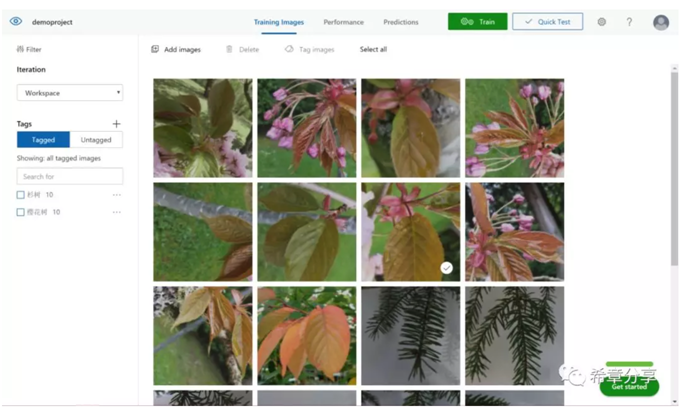 demoproject
Training Images
Performance
Predictions
Train
Quick Test
?
Filter
Add images
Delete
Tag images
Select all
Iteration
Workspace
Tags
+
Tagged
Untagged
Showing: all tagged images
Search for
杉树 10 ...
樱花树 10 ...
希章分享
Get started